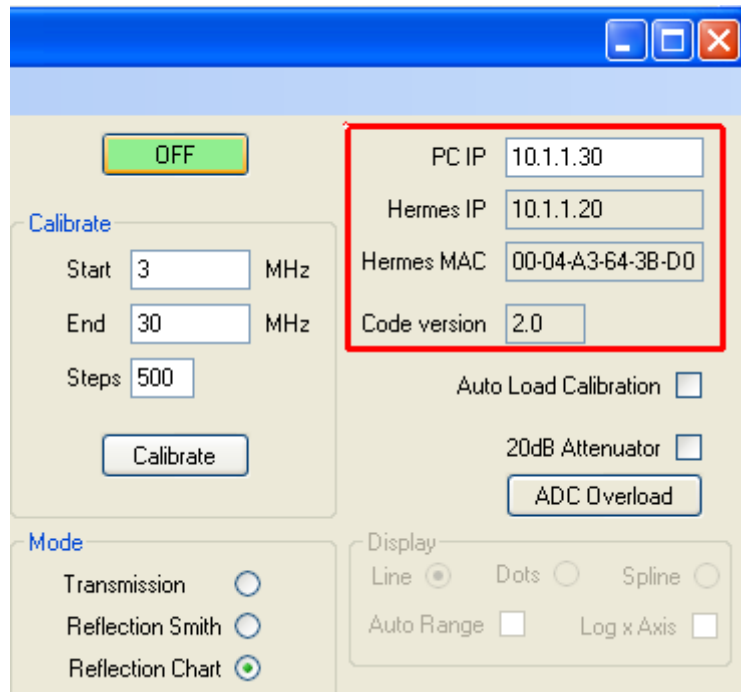 OFF
PC IP 10.1.1.30
Hermes IP 10.1.1.20
Hermes MAC 00-04-A3-64-3B-D0
Code version 2.0
Calibrate
Start 3 MHz
End 30 MHz
Steps 500
Calibrate
Auto Load Calibration
20dB Attenuator
ADC Overload
Mode
Transmission
Reflection Smith
Reflection Chart
Display
Line Dots Spline
Auto Range Log x Axis